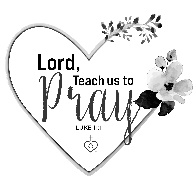 Lord,
Teach us to
Pray
LUKE 11:1